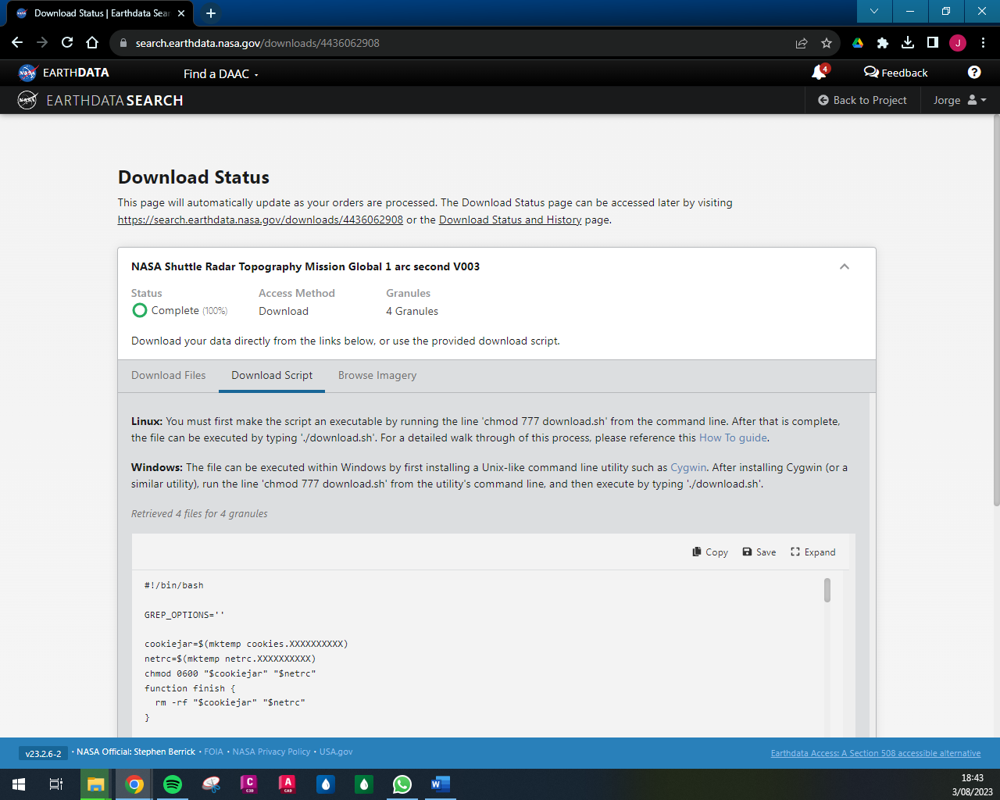 Download Status | Earthdata Sear
search.earthdata.nasa.gov/downloads/4436062908
J
EARTHDATA
Find a DAAC
4
Feedback
EARTHDATA SEARCH
Back to Project
Jorge
Download Status
This page will automatically update as your orders are processed. The Download Status page can be accessed later by visiting
https://search.earthdata.nasa.gov/downloads/4436062908 or the Download Status and History page.
NASA Shuttle Radar Topography Mission Global 1 arc second V003
Status Access Method Granules
Complete (100%) Download 4 Granules
Download your data directly from the links below, or use the provided download script.
Download Files Download Script Browse Imagery
Linux: You must first make the script an executable by running the line 'chmod 777 download.sh' from the command line. After that is complete,
the file can be executed by typing './download.sh'. For a detailed walk through of this process, please reference this How To guide.
Windows: The file can be executed within Windows by first installing a Unix-like command line utility such as Cygwin. After installing Cygwin (or a
similar utility), run the line 'chmod 777 download.sh' from the utility's command line, and then execute by typing './download.sh'.
Retrieved 4 files for 4 granules
Copy Save Expand
#!/bin/bash
GREP_OPTIONS=''
cookiejar=$(mktemp cookies.XXXXXXXXXX)
netrc=$(mktemp netrc.XXXXXXXXXX)
chmod 0600 "$cookiejar" "$netrc"
function finish {
rm -rf "$cookiejar" "$netrc"
}
v23.2.6-2 • NASA Official: Stephen Berrick • FOIA • NASA Privacy Policy • USA.gov
Earthdata Access: A Section 508 accessible alternative
C
C3D
A
CAD
W
18:43
3/08/2023